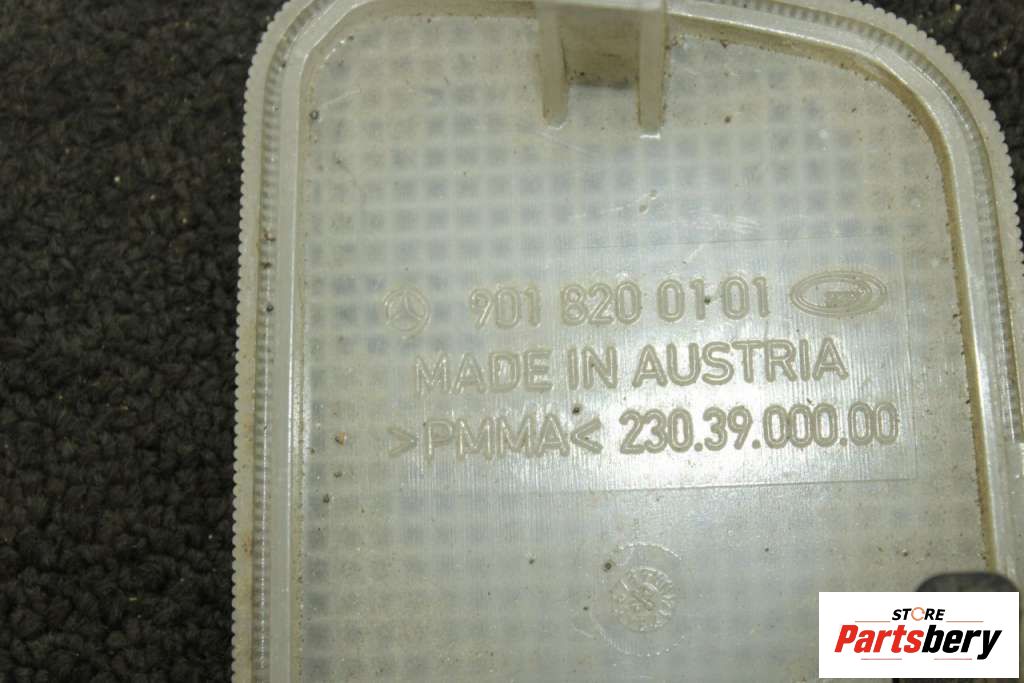 901 820 01 01
MADE IN AUSTRIA
>PMMA< 230.39.000.00
STORE
Partsbery